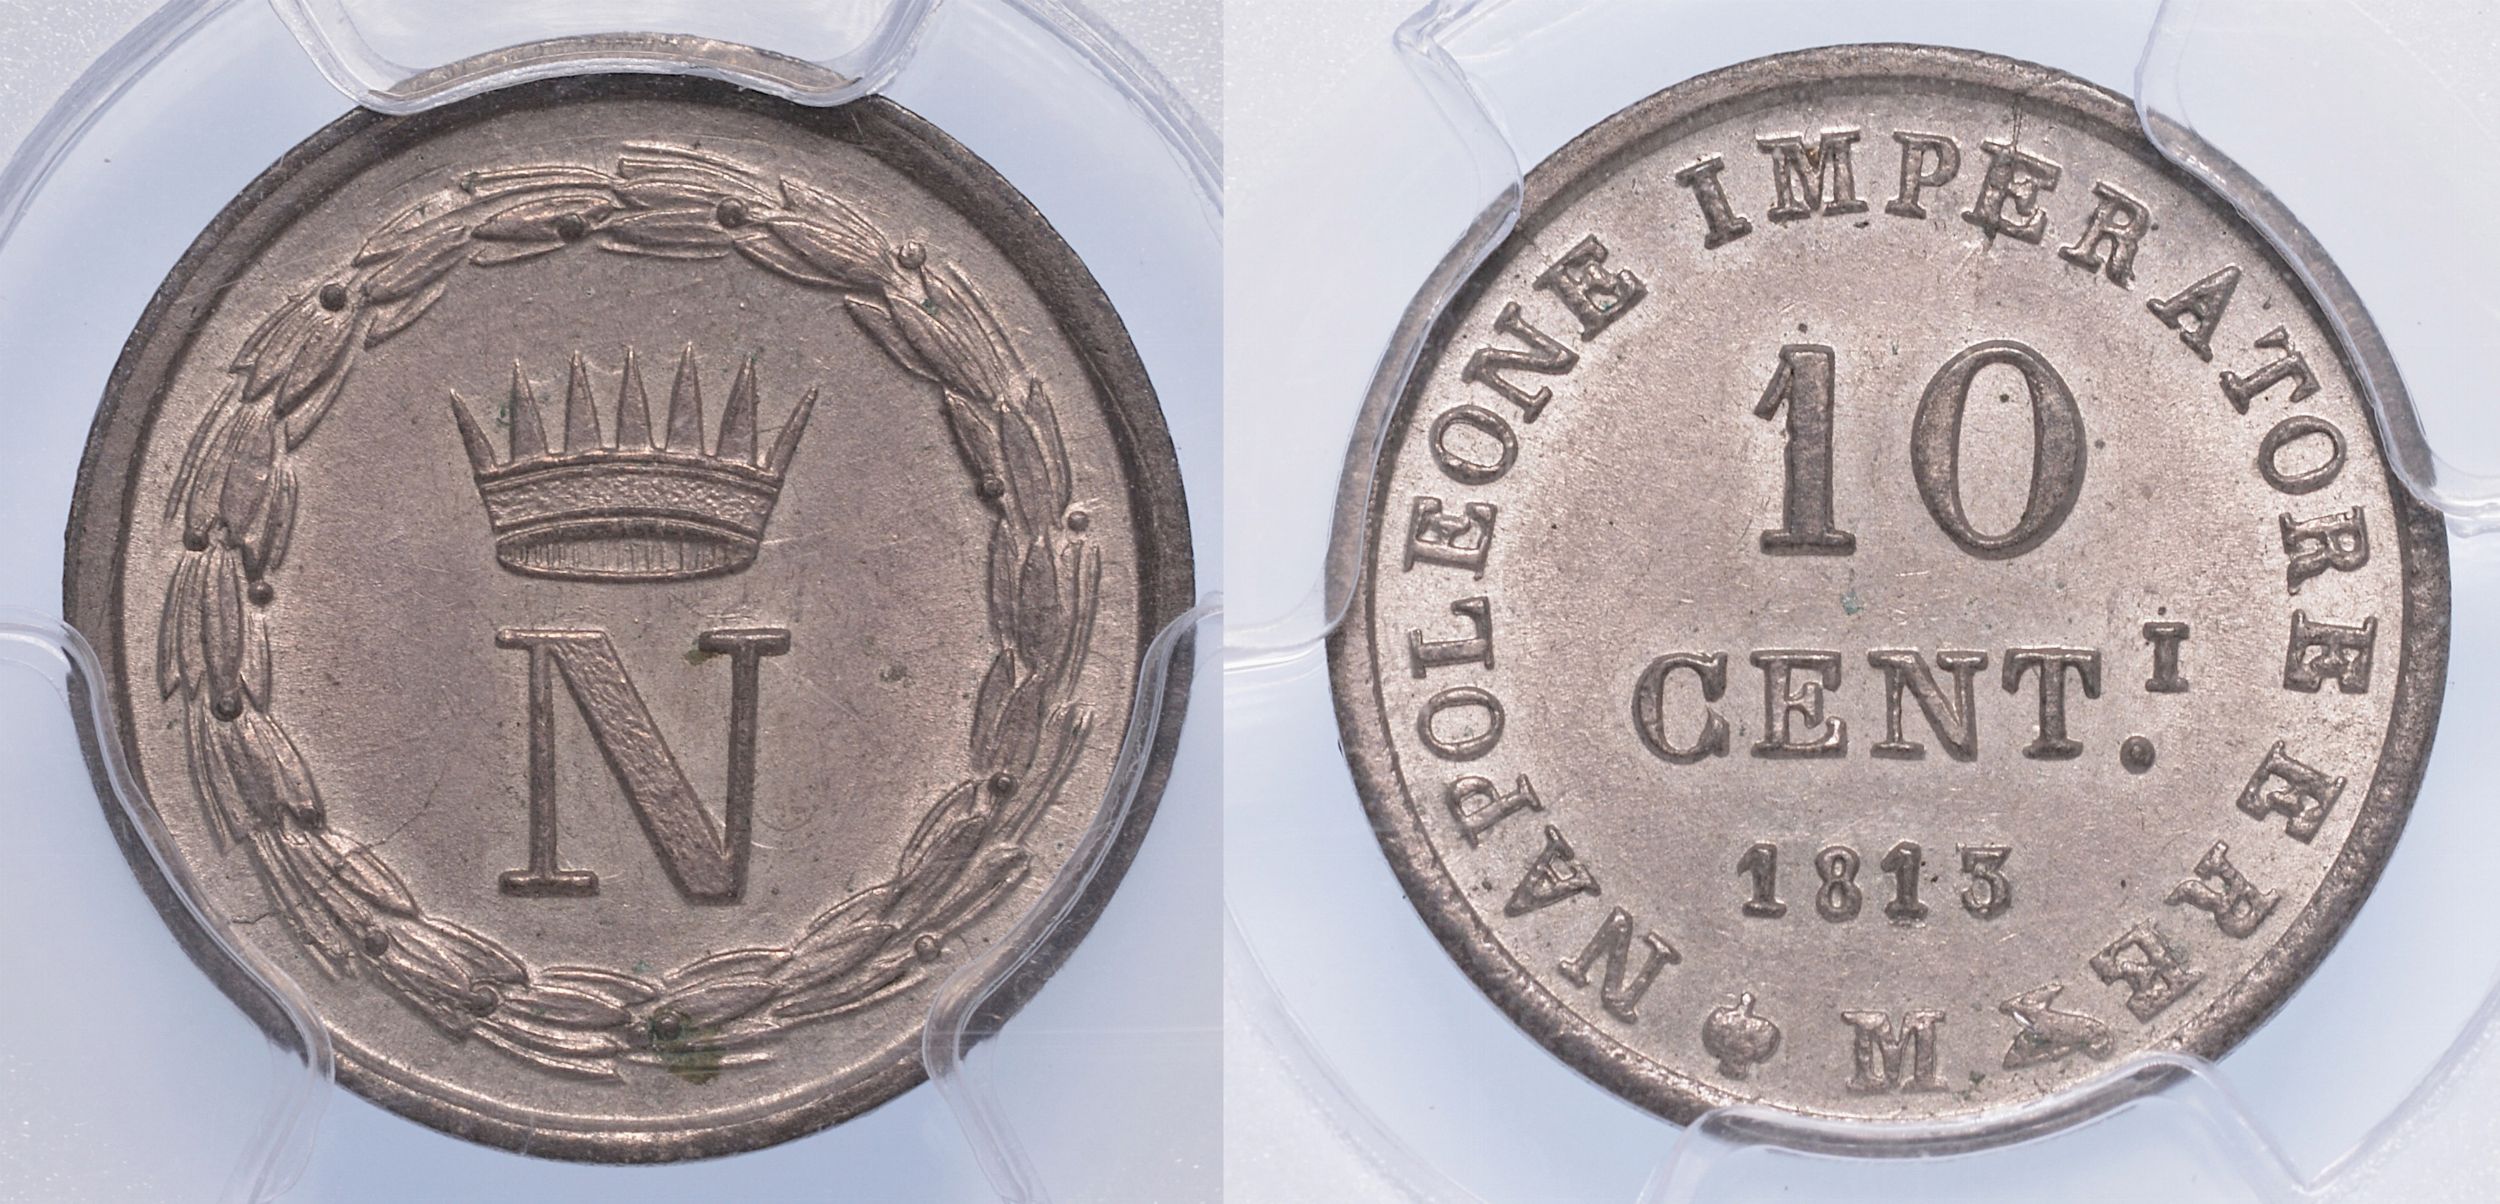 N
NAPOLEONE IMPERATORE E RE
10
CENT.I
1813
M